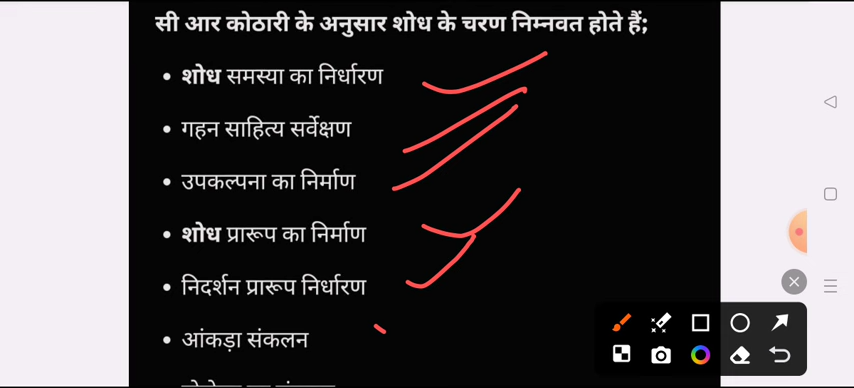 सी आर कोठारी के अनुसार शोध के चरण निम्नवत होते हैं;
• शोध समस्या का निर्धारण
• गहन साहित्य सर्वेक्षण
• उपकल्पना का निर्माण
• शोध प्रारूप का निर्माण
• निदर्शन प्रारूप निर्धारण
• आंकड़ा संकलन